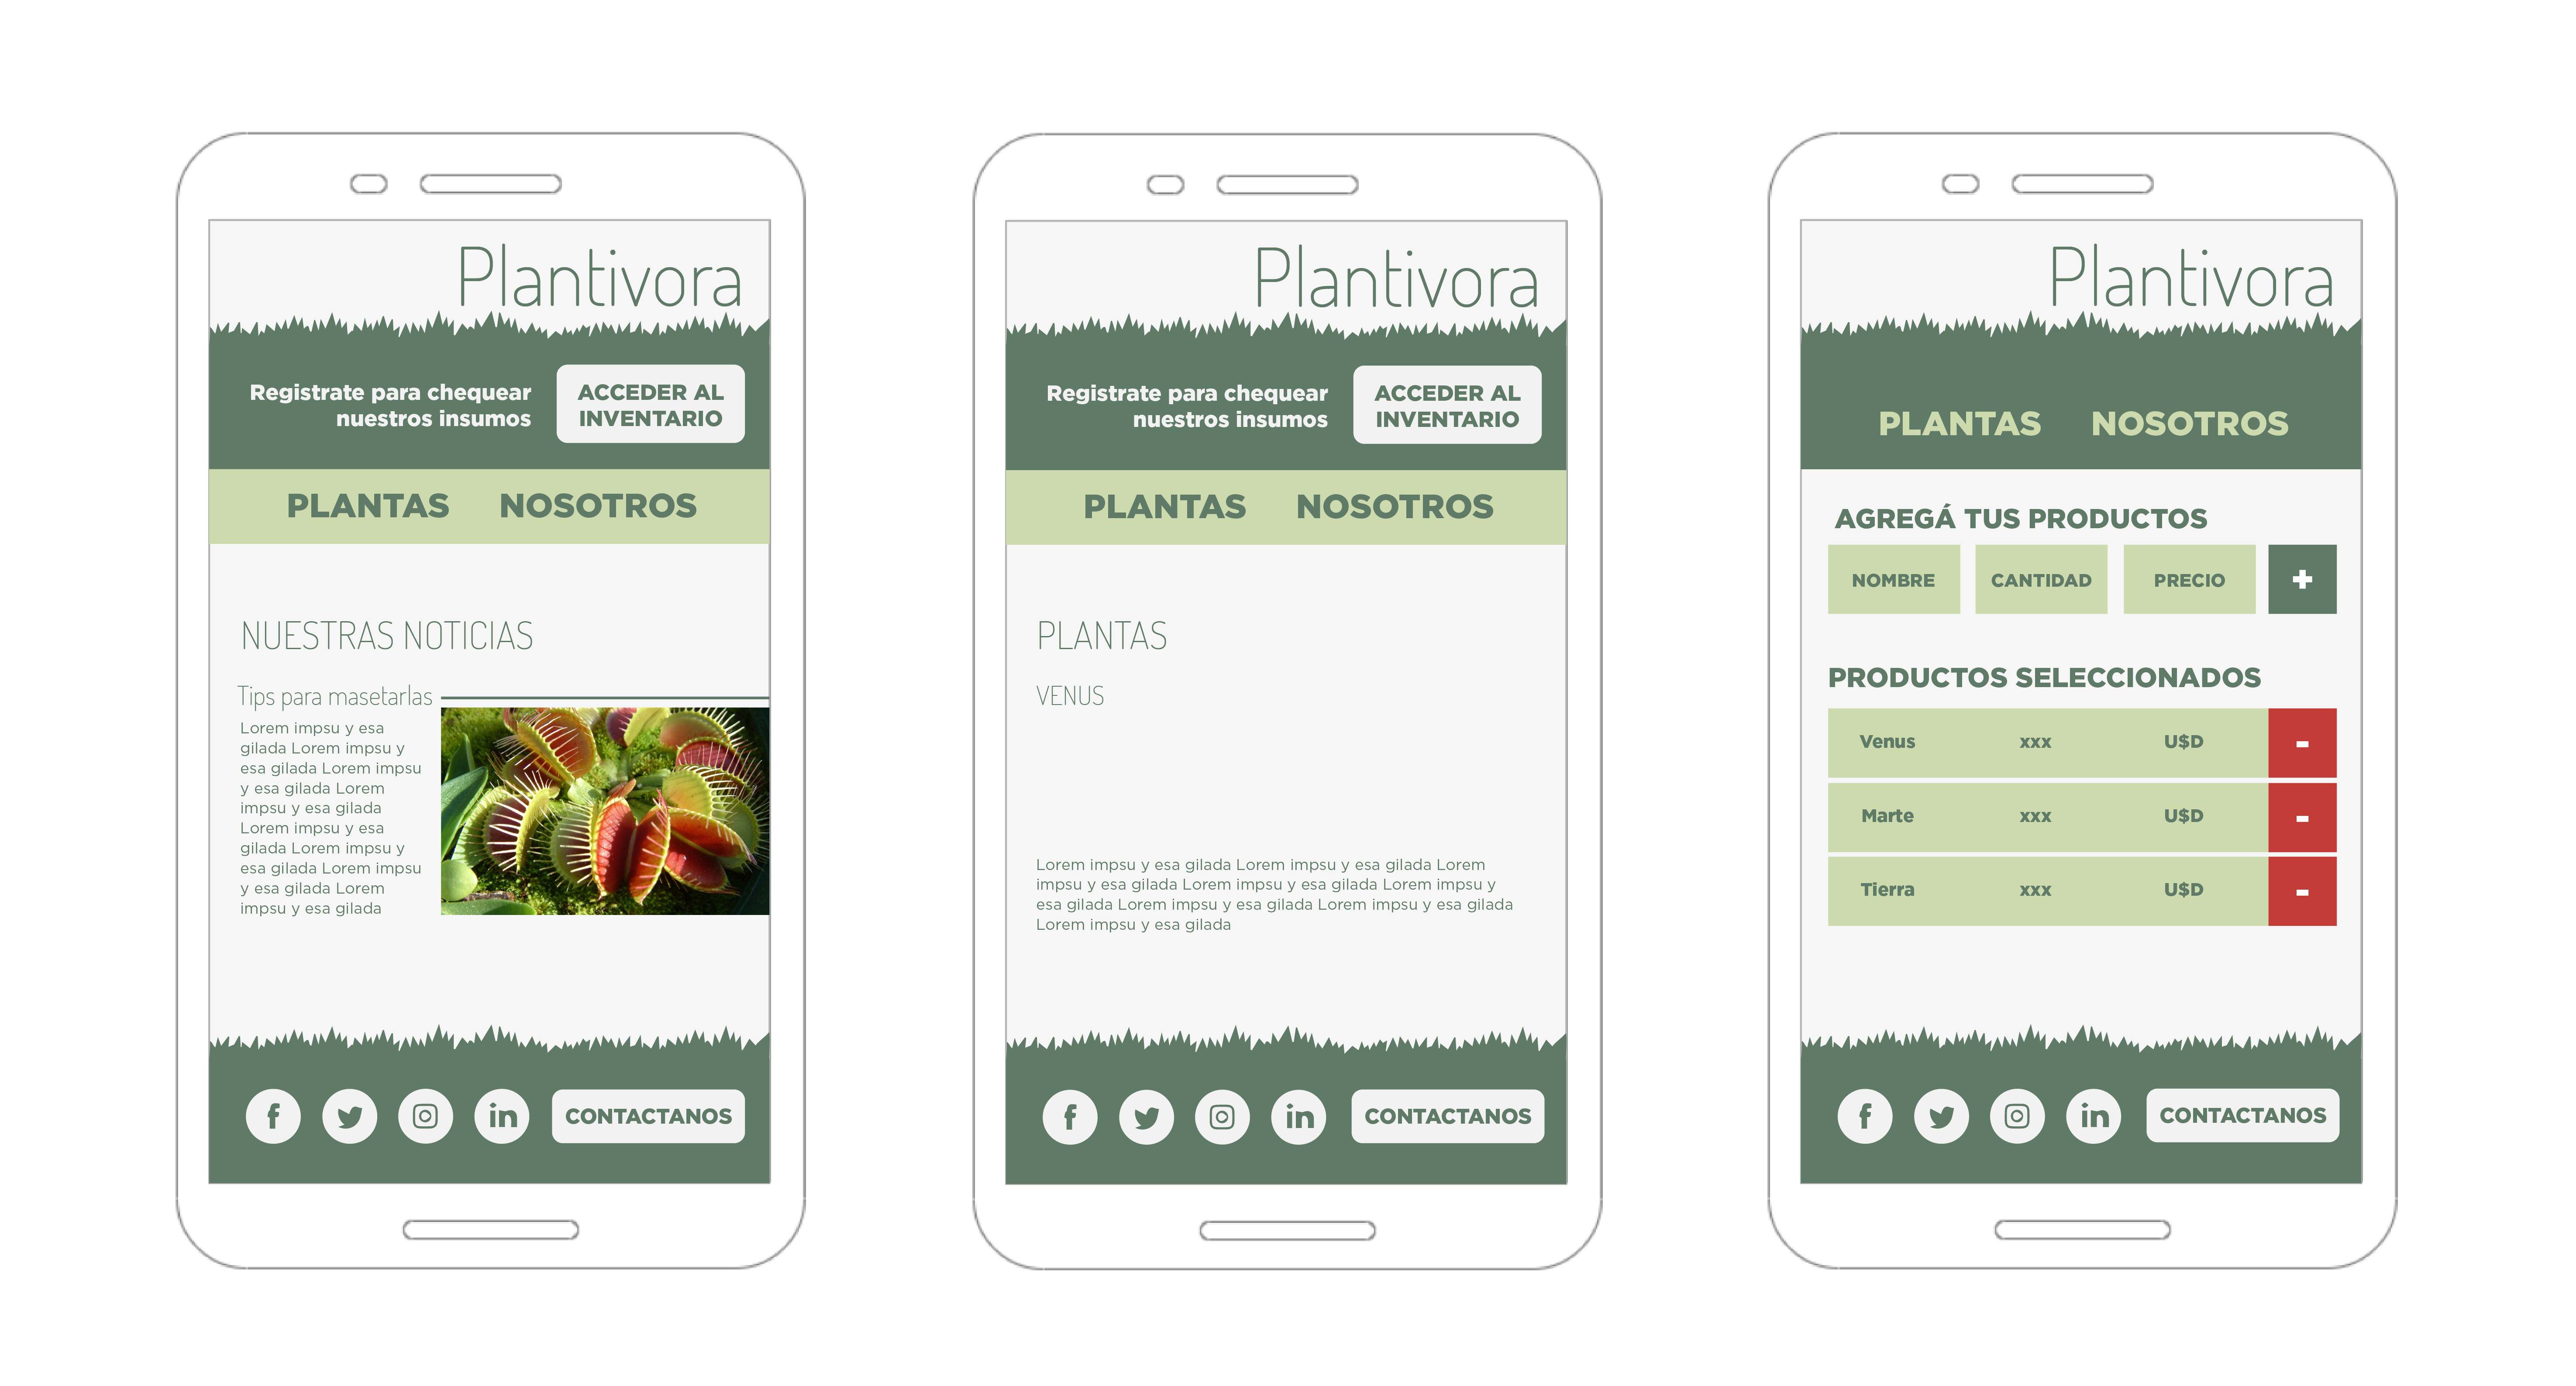 Plantivora
Registrate para chequear
nuestros insumos
ACCEDER AL
INVENTARIO
PLANTAS NOSOTROS
NUESTRAS NOTICIAS
Tips para masetarlas
Lorem impsu y esa
gilada Lorem impsu y
esa gilada Lorem impsu
y esa gilada Lorem
impsu y esa gilada
Lorem impsu y esa
gilada Lorem impsu y
esa gilada Lorem impsu
y esa gilada Lorem
impsu y esa gilada
CONTACTANOS
Plantivora
Registrate para chequear
nuestros insumos
ACCEDER AL
INVENTARIO
PLANTAS NOSOTROS
PLANTAS
VENUS
Lorem impsu y esa gilada Lorem impsu y esa gilada Lorem
impsu y esa gilada Lorem impsu y esa gilada Lorem impsu y
esa gilada Lorem impsu y esa gilada Lorem impsu y esa gilada
Lorem impsu y esa gilada
CONTACTANOS
Plantivora
PLANTAS NOSOTROS
AGREGÁ TUS PRODUCTOS
NOMBRE CANTIDAD PRECIO +
PRODUCTOS SELECCIONADOS
Venus xxx U$D -
Marte xxx U$D -
Tierra xxx U$D -
CONTACTANOS